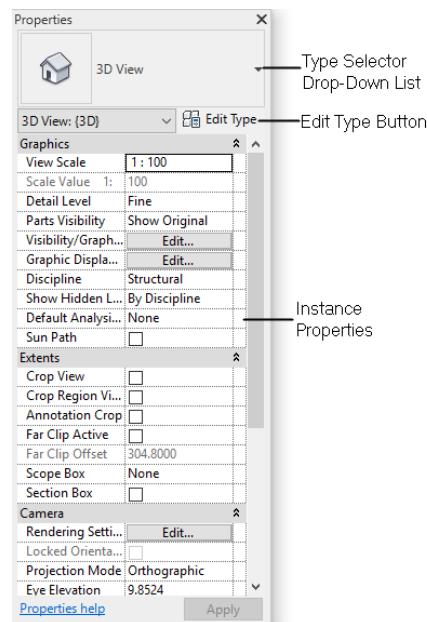 Properties
3D View
Type Selector
Drop-Down List
3D View: {3D}
Edit Type
Edit Type Button
Graphics
View Scale 1 : 100
Scale Value 1: 100
Detail Level Fine
Parts Visibility Show Original
Visibility/Graph... Edit...
Graphic Displa... Edit...
Discipline Structural
Show Hidden L... By Discipline
Default Analysi... None
Instance
Properties
Sun Path
Extents
Crop View
Crop Region Vi...
Annotation Crop
Far Clip Active
Far Clip Offset 304.8000
Scope Box None
Section Box
Camera
Rendering Setti... Edit...
Locked Orienta...
Projection Mode Orthographic
Eye Elevation 9.8524
Properties help
Apply